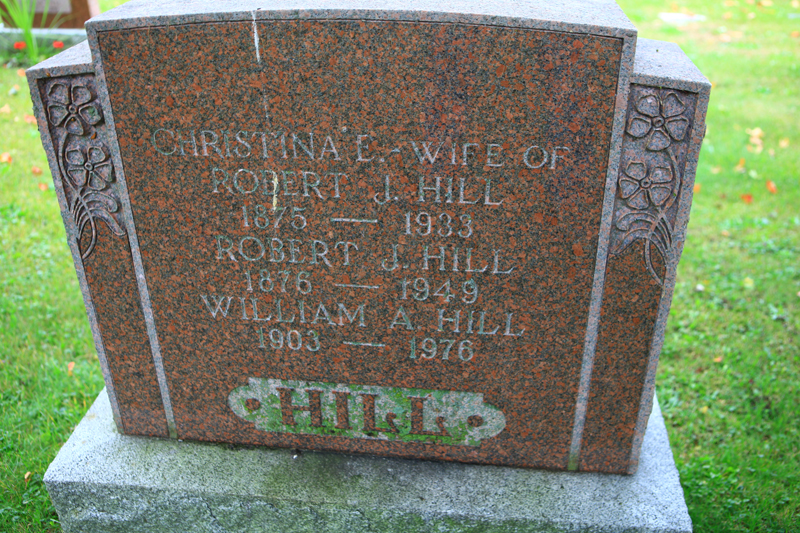 CHRISTINA E. - WIFE OF
ROBERT J. HILL
1875 — 1933
ROBERT J. HILL
1876 — 1949
WILLIAM A HILL
1903 — 1976
HILL